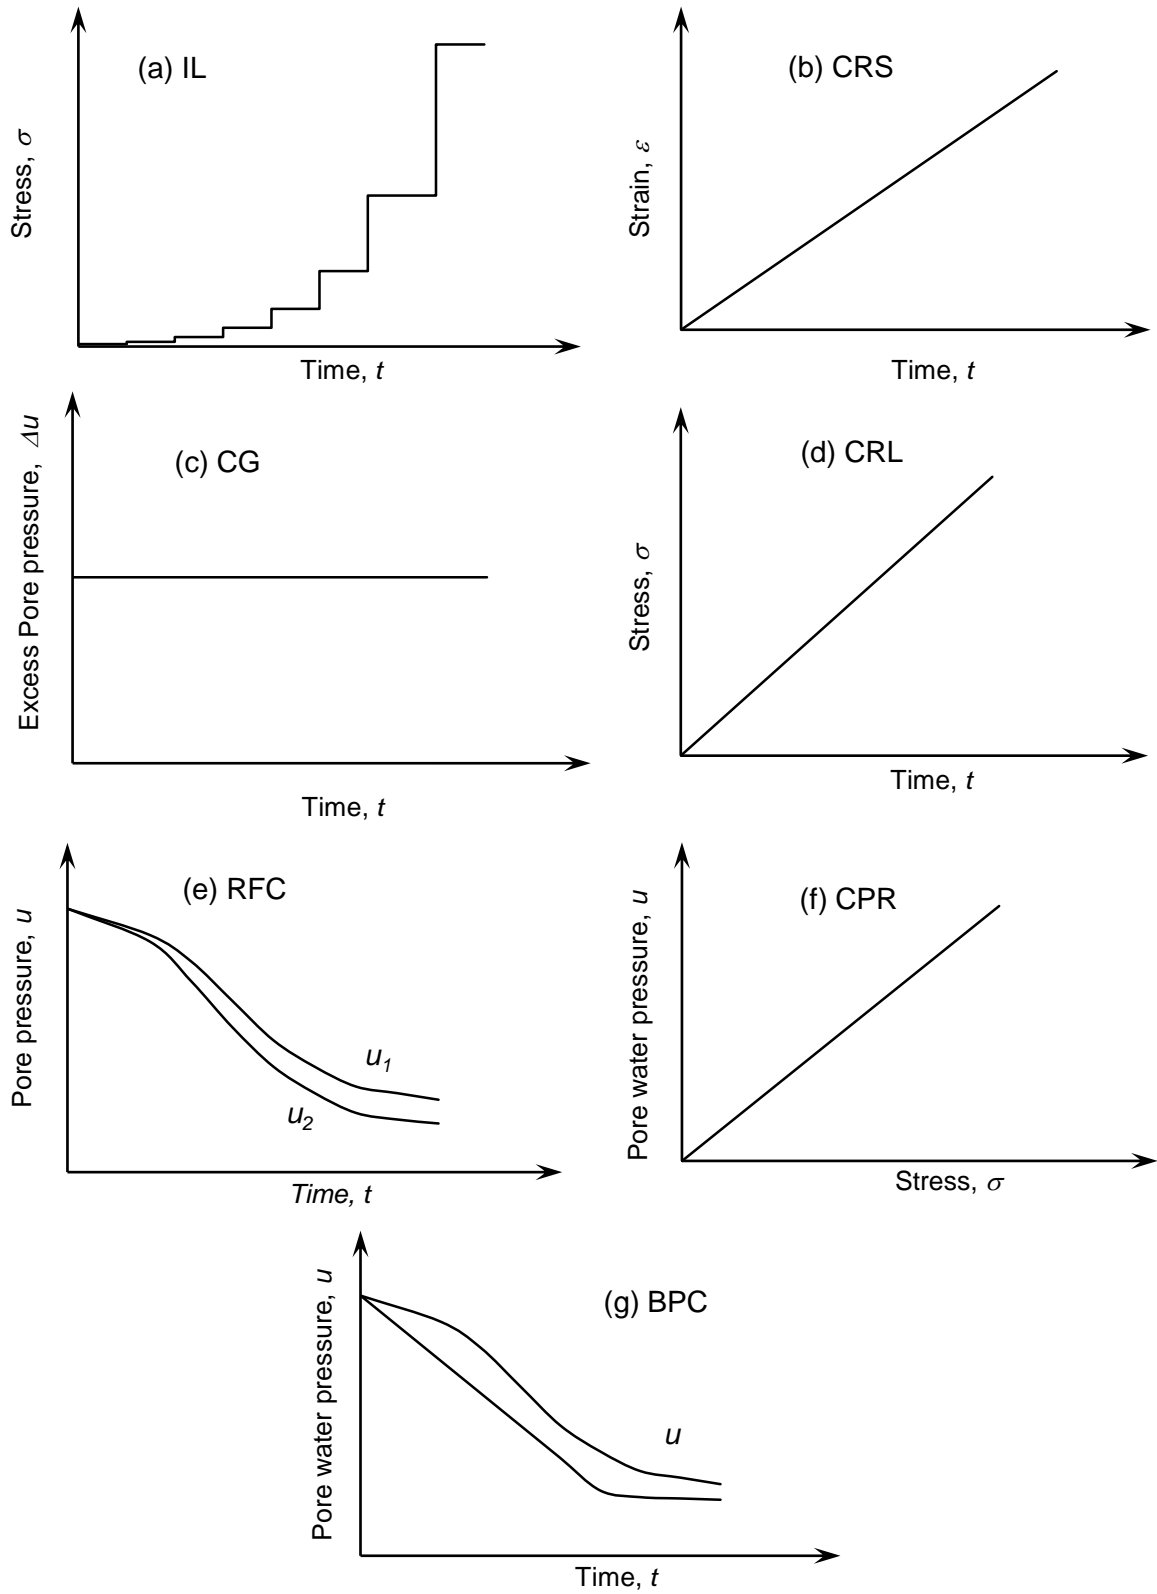 (a) IL
Stress, σ
Time, t
(b) CRS
Strain, ε
Time, t
(c) CG
Excess Pore pressure, Δu
Time, t
(d) CRL
Stress, σ
Time, t
(e) RFC
Pore pressure, u
u1
u2
Time, t
(f) CPR
Pore water pressure, u
Stress, σ
(g) BPC
Pore water pressure, u
u
Time, t